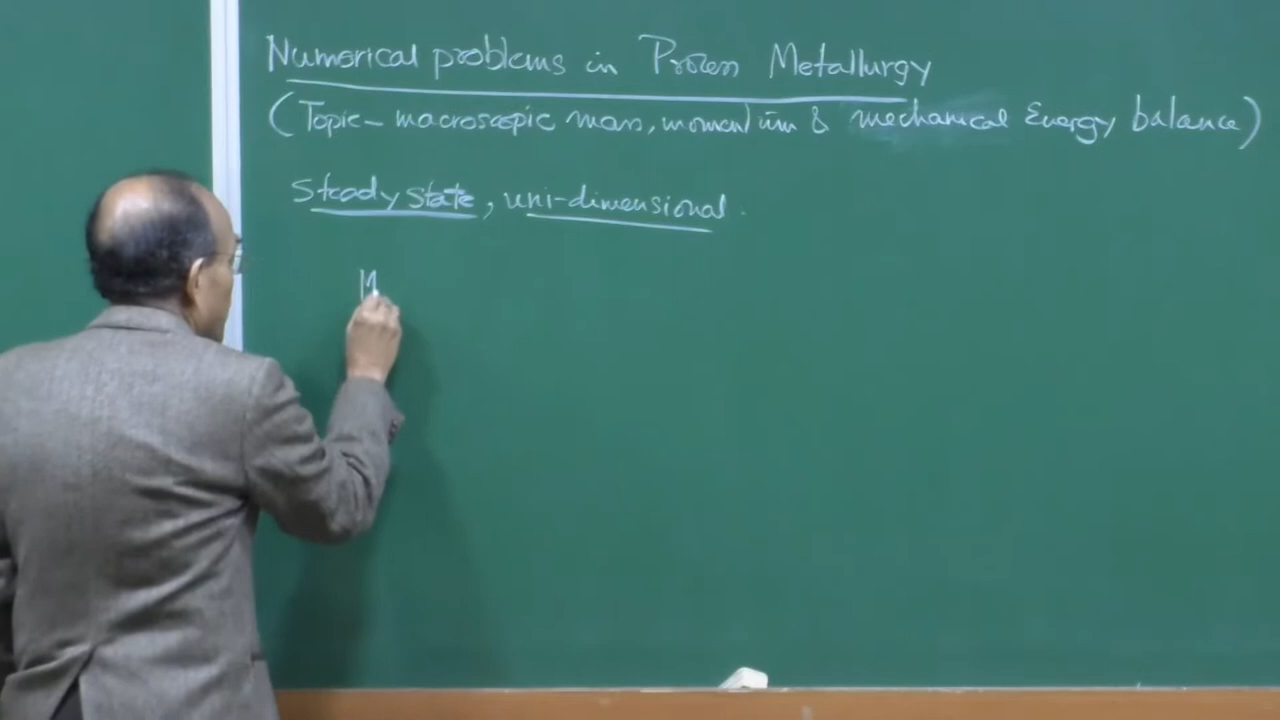 Numerical problems in Process Metallurgy
(Topic - macroscopic mass, momentum & mechanical Energy balance)
Steady State, uni-dimensional.
M